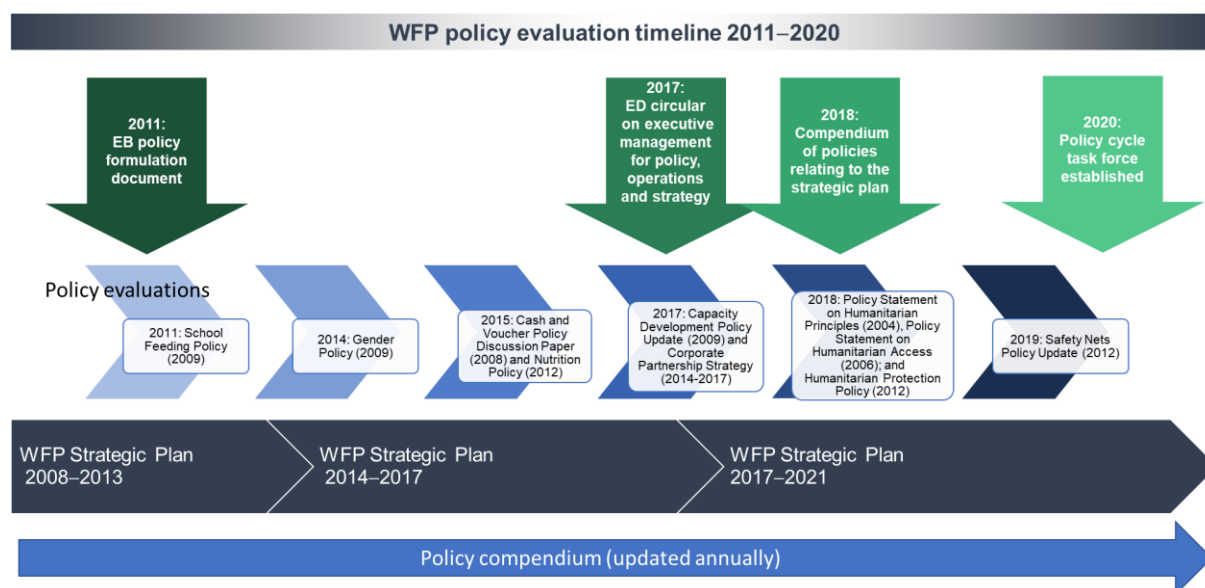 WFP policy evaluation timeline 2011–2020
2011:
EB policy
formulation
document
2017:
ED circular
on executive
management
for policy,
operations
and strategy
2018:
Compendium
of policies
relating to the
strategic plan
2020:
Policy cycle
task force
established
Policy evaluations
2011: School
Feeding Policy
(2009)
2014: Gender
Policy (2009)
2015: Cash and
Voucher Policy
Discussion Paper
(2008) and Nutrition
Policy (2012)
2017: Capacity
Development Policy
Update (2009) and
Corporate
Partnership Strategy
(2014-2017)
2018: Policy Statement
on Humanitarian
Principles (2004), Policy
Statement on
Humanitarian Access
(2006); and
Humanitarian Protection
Policy (2012)
2019: Safety Nets
Policy Update (2012)
WFP Strategic Plan
2008–2013
WFP Strategic Plan
2014–2017
WFP Strategic Plan
2017–2021
Policy compendium (updated annually)